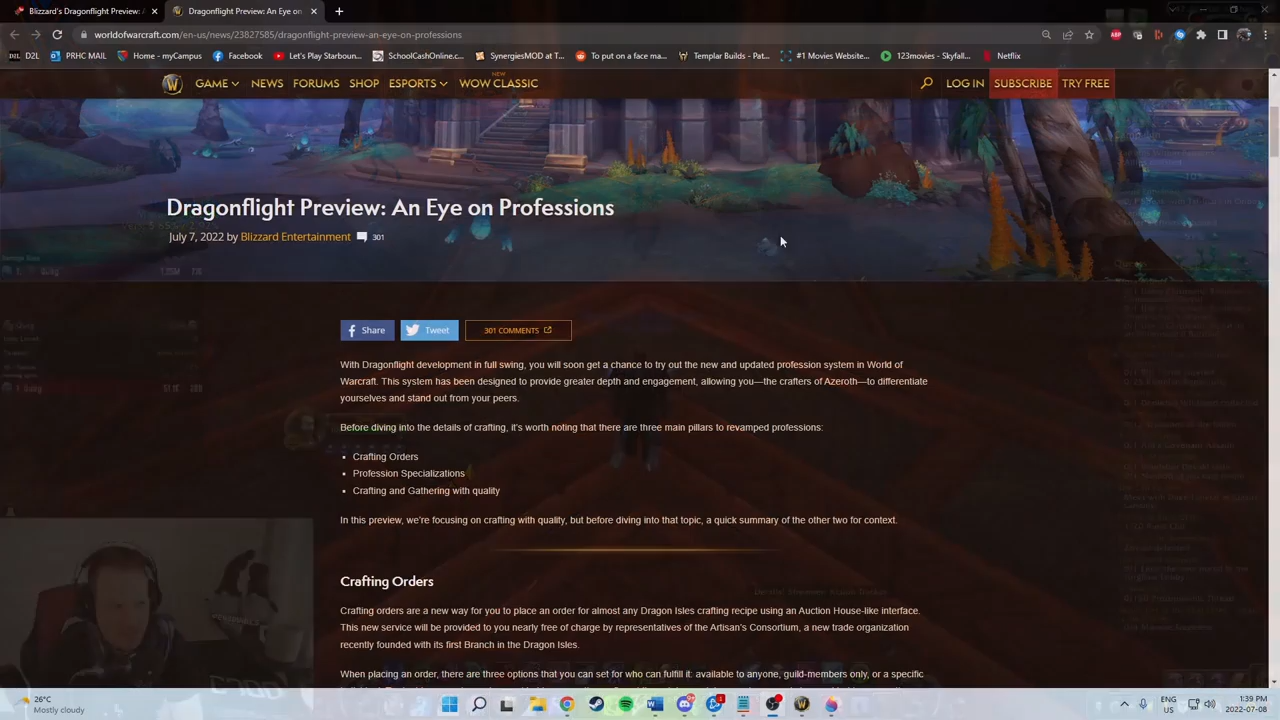 Blizzard's Dragonflight Preview:
Dragonflight Preview: An Eye on
worldofwarcraft.com/en-us/news/23827585/dragonflight-preview-an-eye-on-professions
D2L
PRHC MAIL
Home - myCampus
Facebook
Let's Play Starboun...
SchoolCashOnline.c...
SynergiesMOD at T...
To put on a face ma...
Templar Builds - Pat...
#1 Movies Website...
123movies - Skyfall...
Netflix
GAME
NEWS
FORUMS
SHOP
ESPORTS
NEW
WOW CLASSIC
LOG IN
SUBSCRIBE
TRY FREE
Dragonflight Preview: An Eye on Professions
July 7, 2022 by Blizzard Entertainment 301
Share
Tweet
301 COMMENTS
With Dragonflight development in full swing, you will soon get a chance to try out the new and updated profession system in World of
Warcraft. This system has been designed to provide greater depth and engagement, allowing you—the crafters of Azeroth—to differentiate
yourselves and stand out from your peers.
Before diving into the details of crafting, it's worth noting that there are three main pillars to revamped professions:
• Crafting Orders
• Profession Specializations
• Crafting and Gathering with quality
In this preview, we're focusing on crafting with quality, but before diving into that topic, a quick summary of the other two for context.
Crafting Orders
Crafting orders are a new way for you to place an order for almost any Dragon Isles crafting recipe using an Auction House-like interface.
This new service will be provided to you nearly free of charge by representatives of the Artisan's Consortium, a new trade organization
recently founded with its first Branch in the Dragon Isles.
When placing an order, there are three options that you can set for who can fulfill it: available to anyone, guild-members only, or a specific
26°C
Mostly cloudy
ENG
US
1:39 PM
2022-07-08